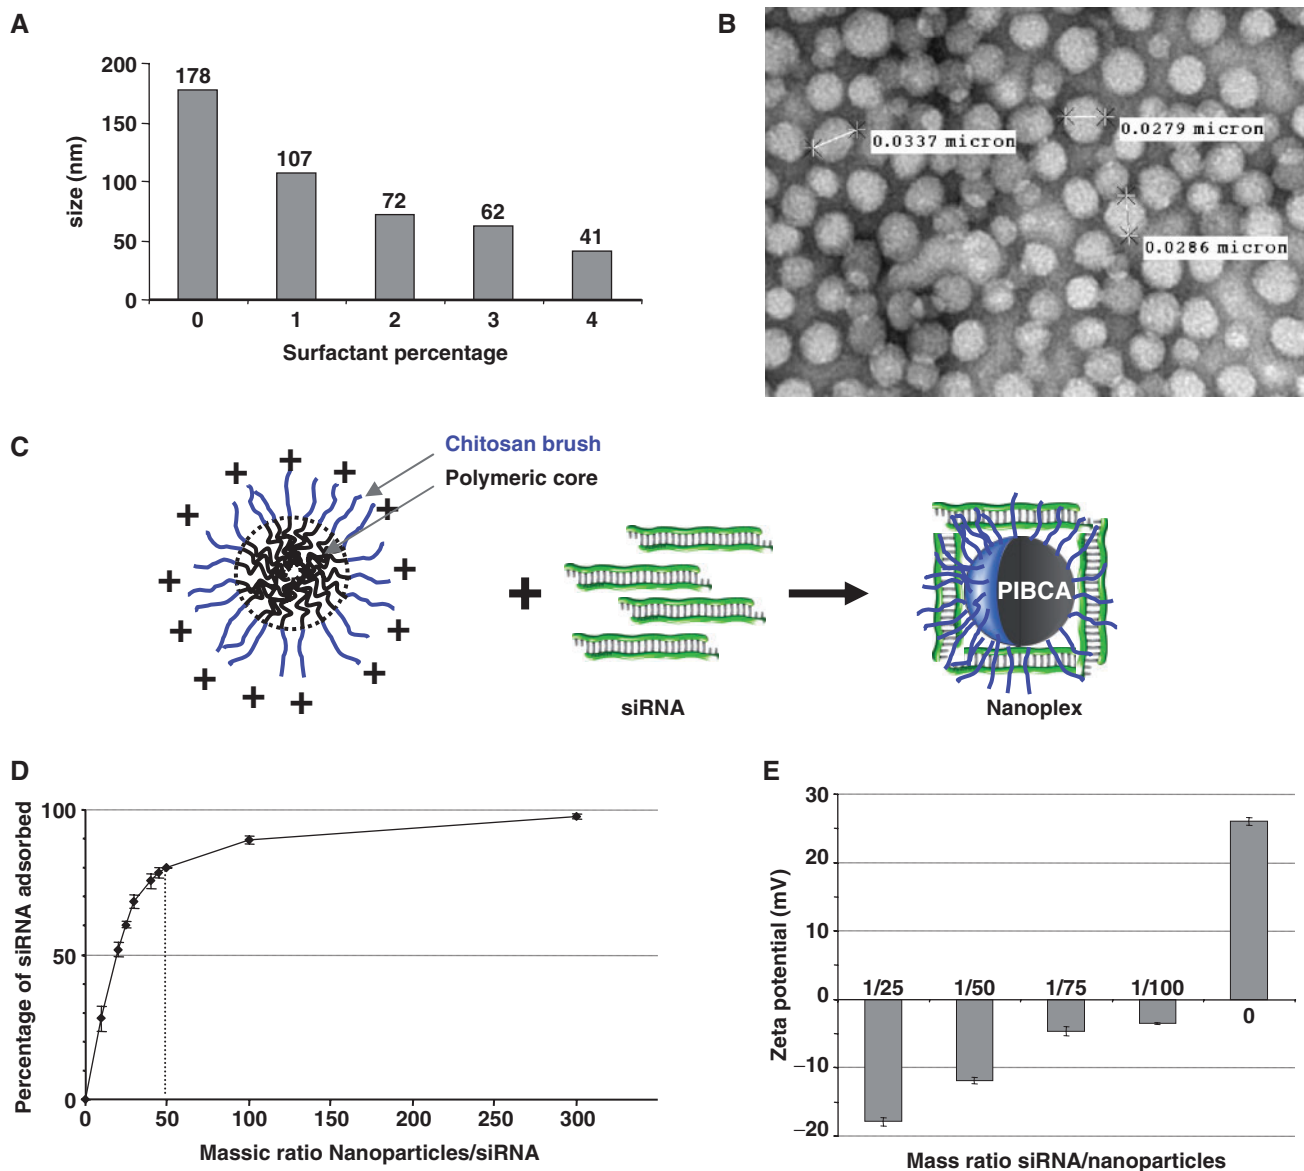 A
200
150
100
50
0
size (nm)
178
107
72
62
41
0 1 2 3 4
Surfactant percentage
B
0.0337 micron
0.0279 micron
0.0286 micron
C
Chitosan brush
Polymeric core
siRNA
PIBCA
Nanoplex
D
Percentage of siRNA adsorbed
100
50
0
0 50 100 150 200 250 300
Massic ratio Nanoparticles/siRNA
E
Zeta potential (mV)
30
20
10
0
–10
–20
1/25 1/50 1/75 1/100
0
Mass ratio siRNA/nanoparticles